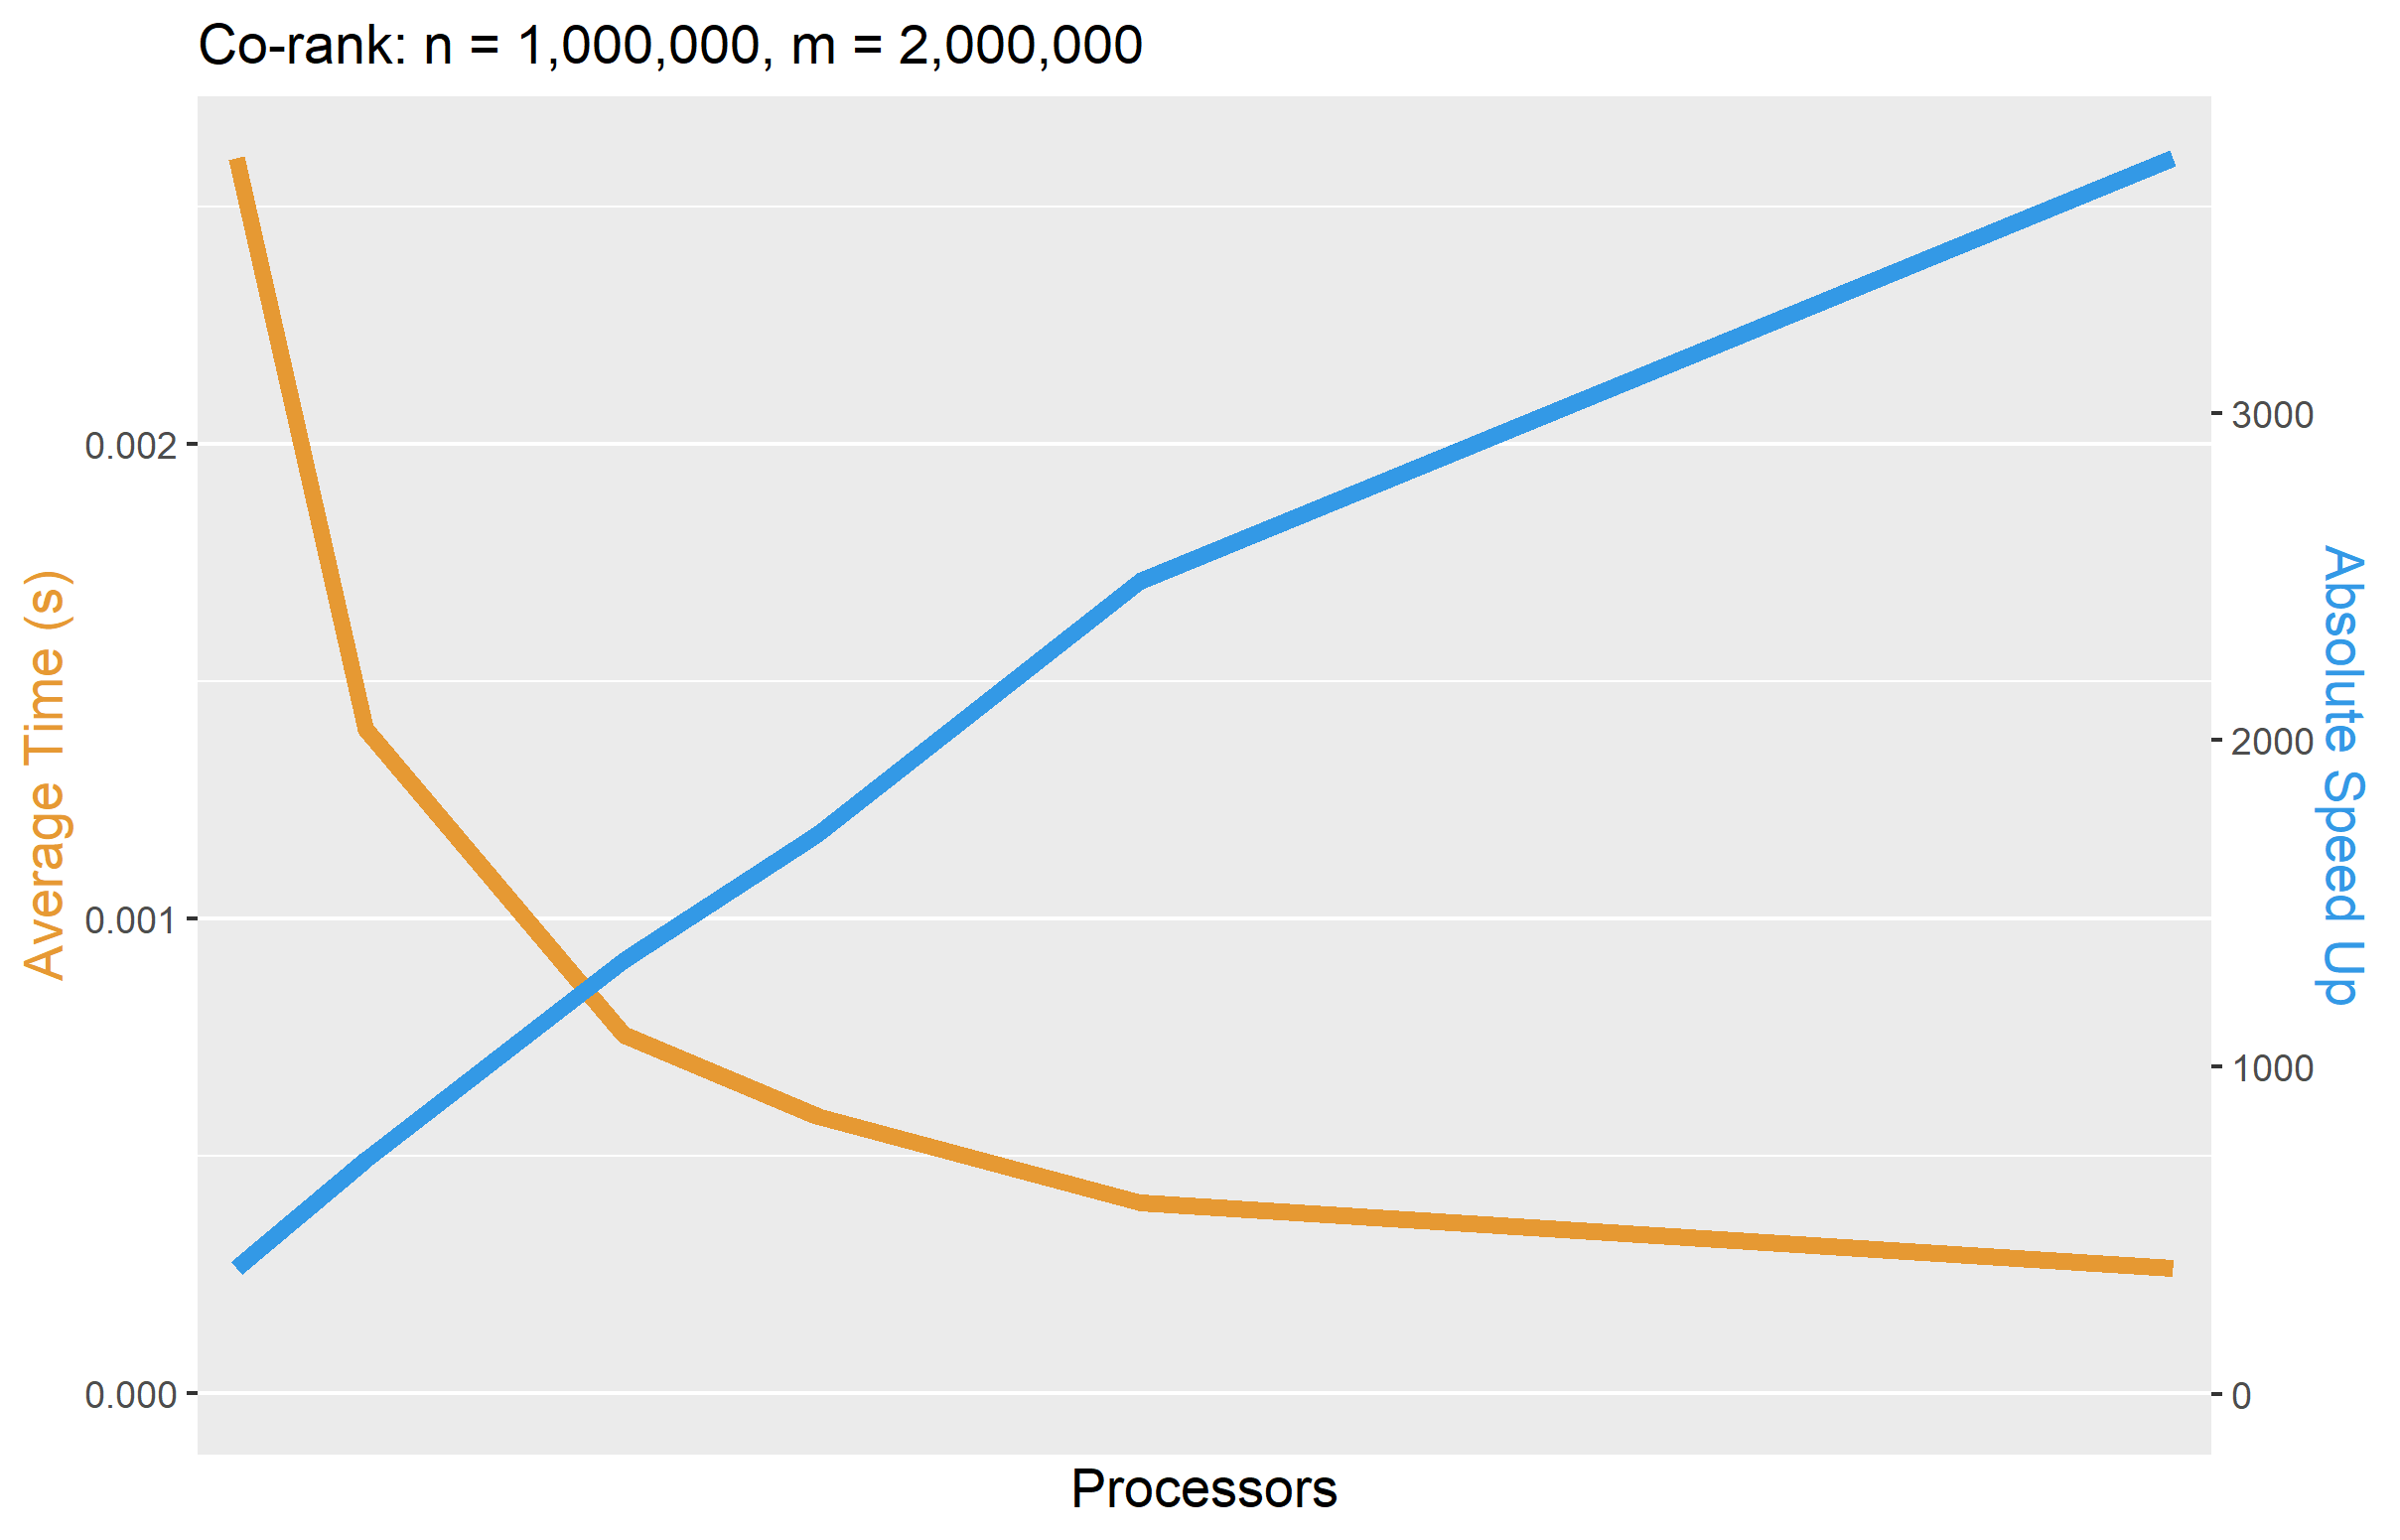 Co-rank: n = 1,000,000, m = 2,000,000
Average Time (s)
0.002
0.001
0.000
3000
2000
1000
0
Absolute Speed Up
Processors